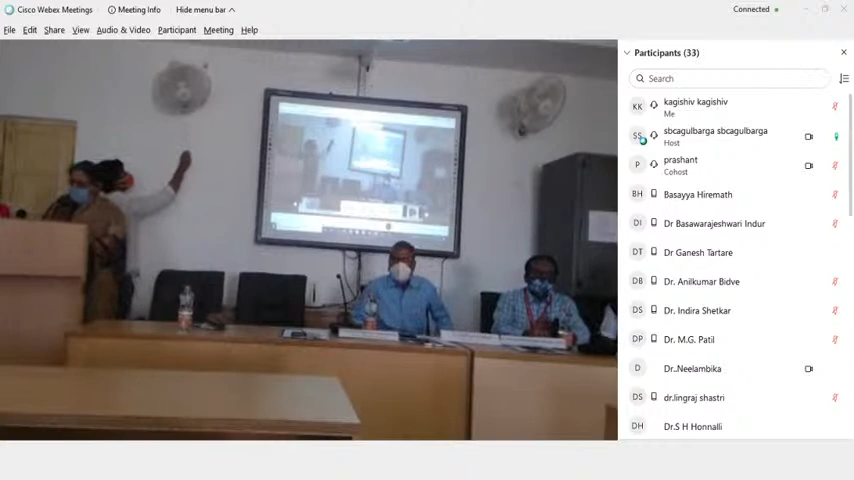 Cisco Webex Meetings
Meeting Info
Hide menu bar
Connected
File Edit Share View Audio & Video Participant Meeting Help
Participants (33)
Search
KK
kagishiv kagishiv
Me
SS
sbcagulbarga sbcagulbarga
Host
P
prashant
Cohost
BH
Basayya Hiremath
DI
Dr Basawarajeshwari Indur
DT
Dr Ganesh Tartare
DB
Dr. Anilkumar Bidve
DS
Dr. Indira Shetkar
DP
Dr. M.G. Patil
D
Dr..Neelambika
DS
dr.lingraj shastri
DH
Dr.S H Honnalli